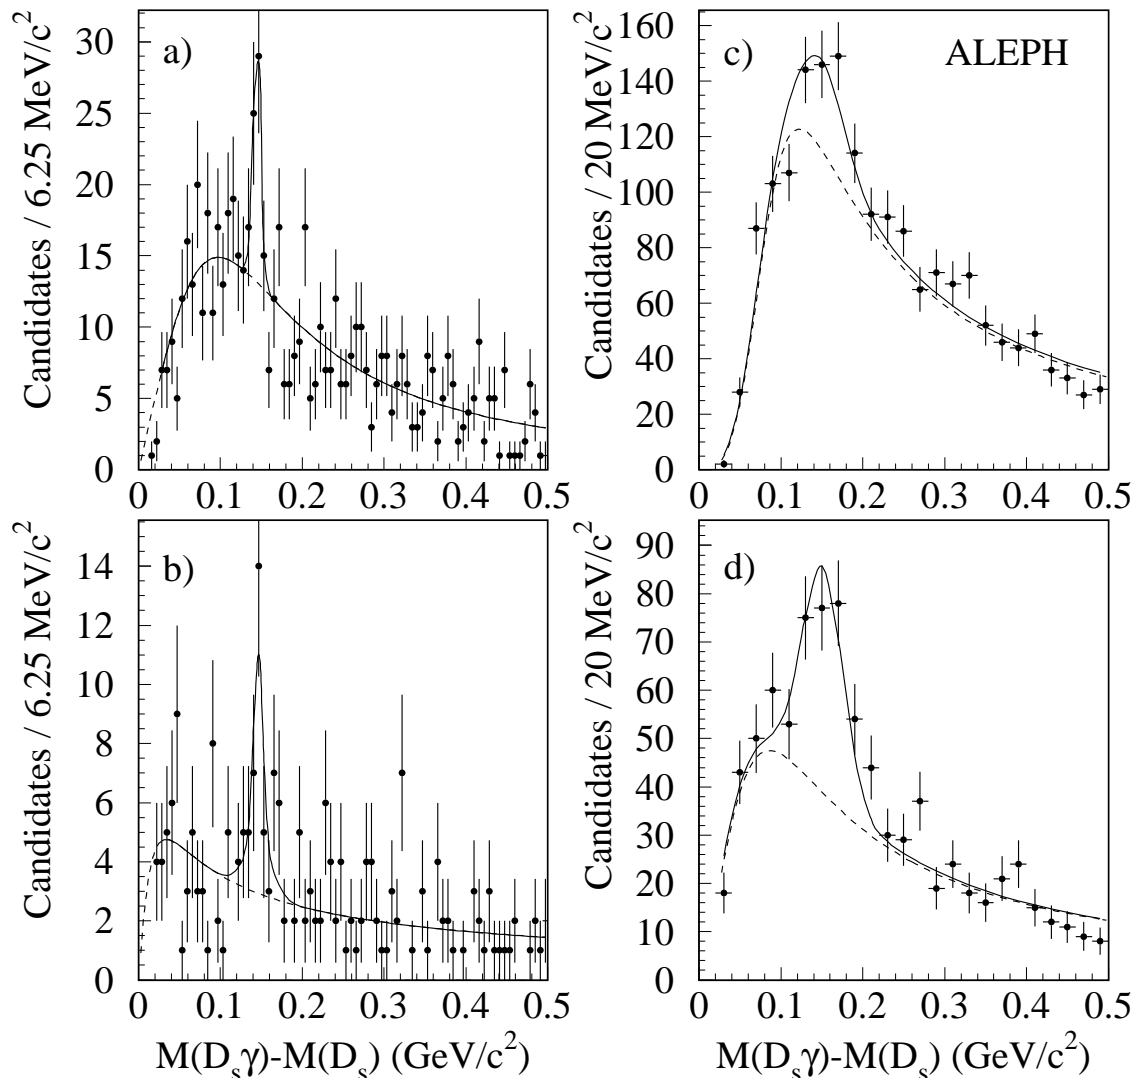 a)
Candidates / 6.25 MeV/c²
30
25
20
15
10
5
0
0 0.1 0.2 0.3 0.4 0.5
c) ALEPH
Candidates / 20 MeV/c²
160
140
120
100
80
60
40
20
0
0 0.1 0.2 0.3 0.4 0.5
b)
Candidates / 6.25 MeV/c²
14
12
10
8
6
4
2
0
0 0.1 0.2 0.3 0.4 0.5
M(Dₛγ)-M(Dₛ) (GeV/c²)
d)
Candidates / 20 MeV/c²
90
80
70
60
50
40
30
20
10
0
0 0.1 0.2 0.3 0.4 0.5
M(Dₛγ)-M(Dₛ) (GeV/c²)